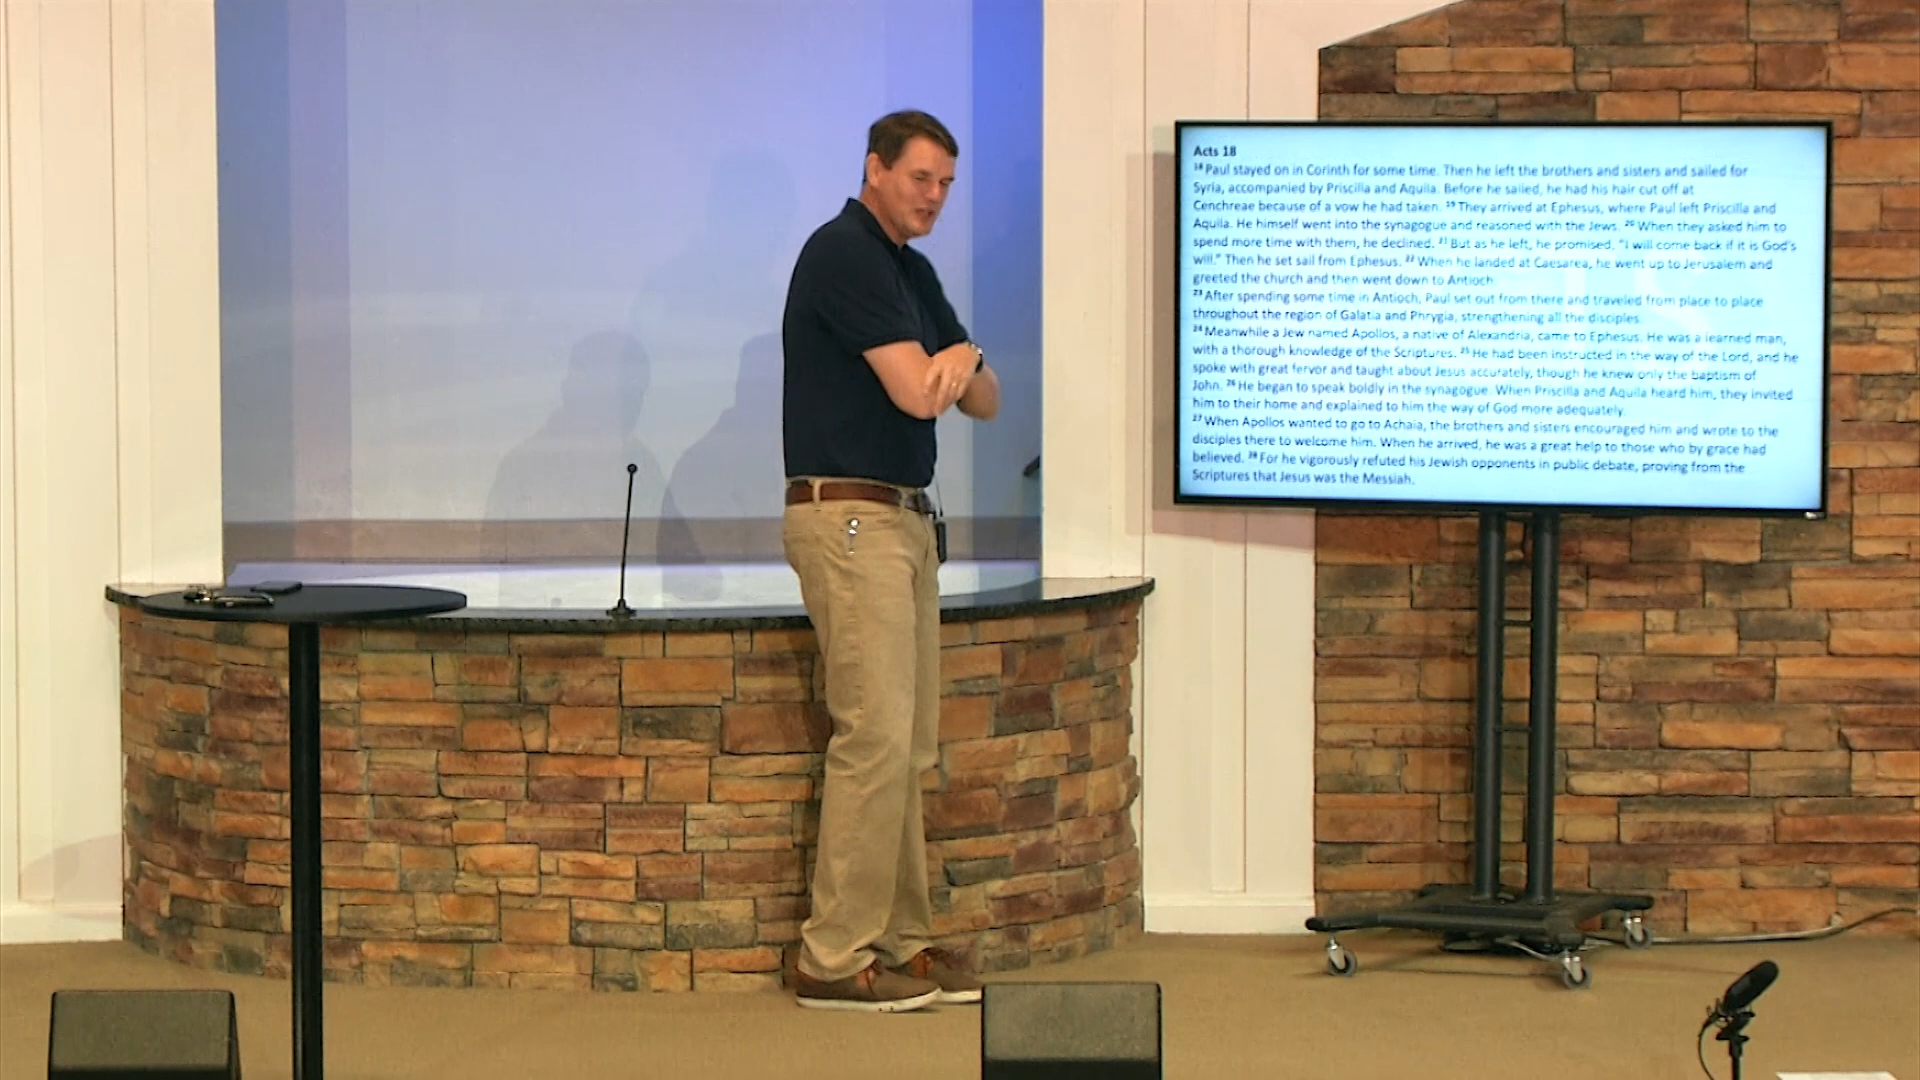 Acts 18
18 Paul stayed on in Corinth for some time. Then he left the brothers and sisters and sailed for
Syria, accompanied by Priscilla and Aquila. Before he sailed, he had his hair cut off at
Cenchreae because of a vow he had taken. 19 They arrived at Ephesus, where Paul left Priscilla and
Aquila. He himself went into the synagogue and reasoned with the Jews. 20 When they asked him to
spend more time with them, he declined. 21 But as he left, he promised, "I will come back if it is God's
will." Then he set sail from Ephesus. 22 When he landed at Caesarea, he went up to Jerusalem and
greeted the church and then went down to Antioch.
23 After spending some time in Antioch, Paul set out from there and traveled from place to place
throughout the region of Galatia and Phrygia, strengthening all the disciples.
24 Meanwhile a Jew named Apollos, a native of Alexandria, came to Ephesus. He was a learned man,
with a thorough knowledge of the Scriptures. 25 He had been instructed in the way of the Lord, and he
spoke with great fervor and taught about Jesus accurately, though he knew only the baptism of
John. 26 He began to speak boldly in the synagogue. When Priscilla and Aquila heard him, they invited
him to their home and explained to him the way of God more adequately.
27 When Apollos wanted to go to Achaia, the brothers and sisters encouraged him and wrote to the
disciples there to welcome him. When he arrived, he was a great help to those who by grace had
believed. 28 For he vigorously refuted his Jewish opponents in public debate, proving from the
Scriptures that Jesus was the Messiah.